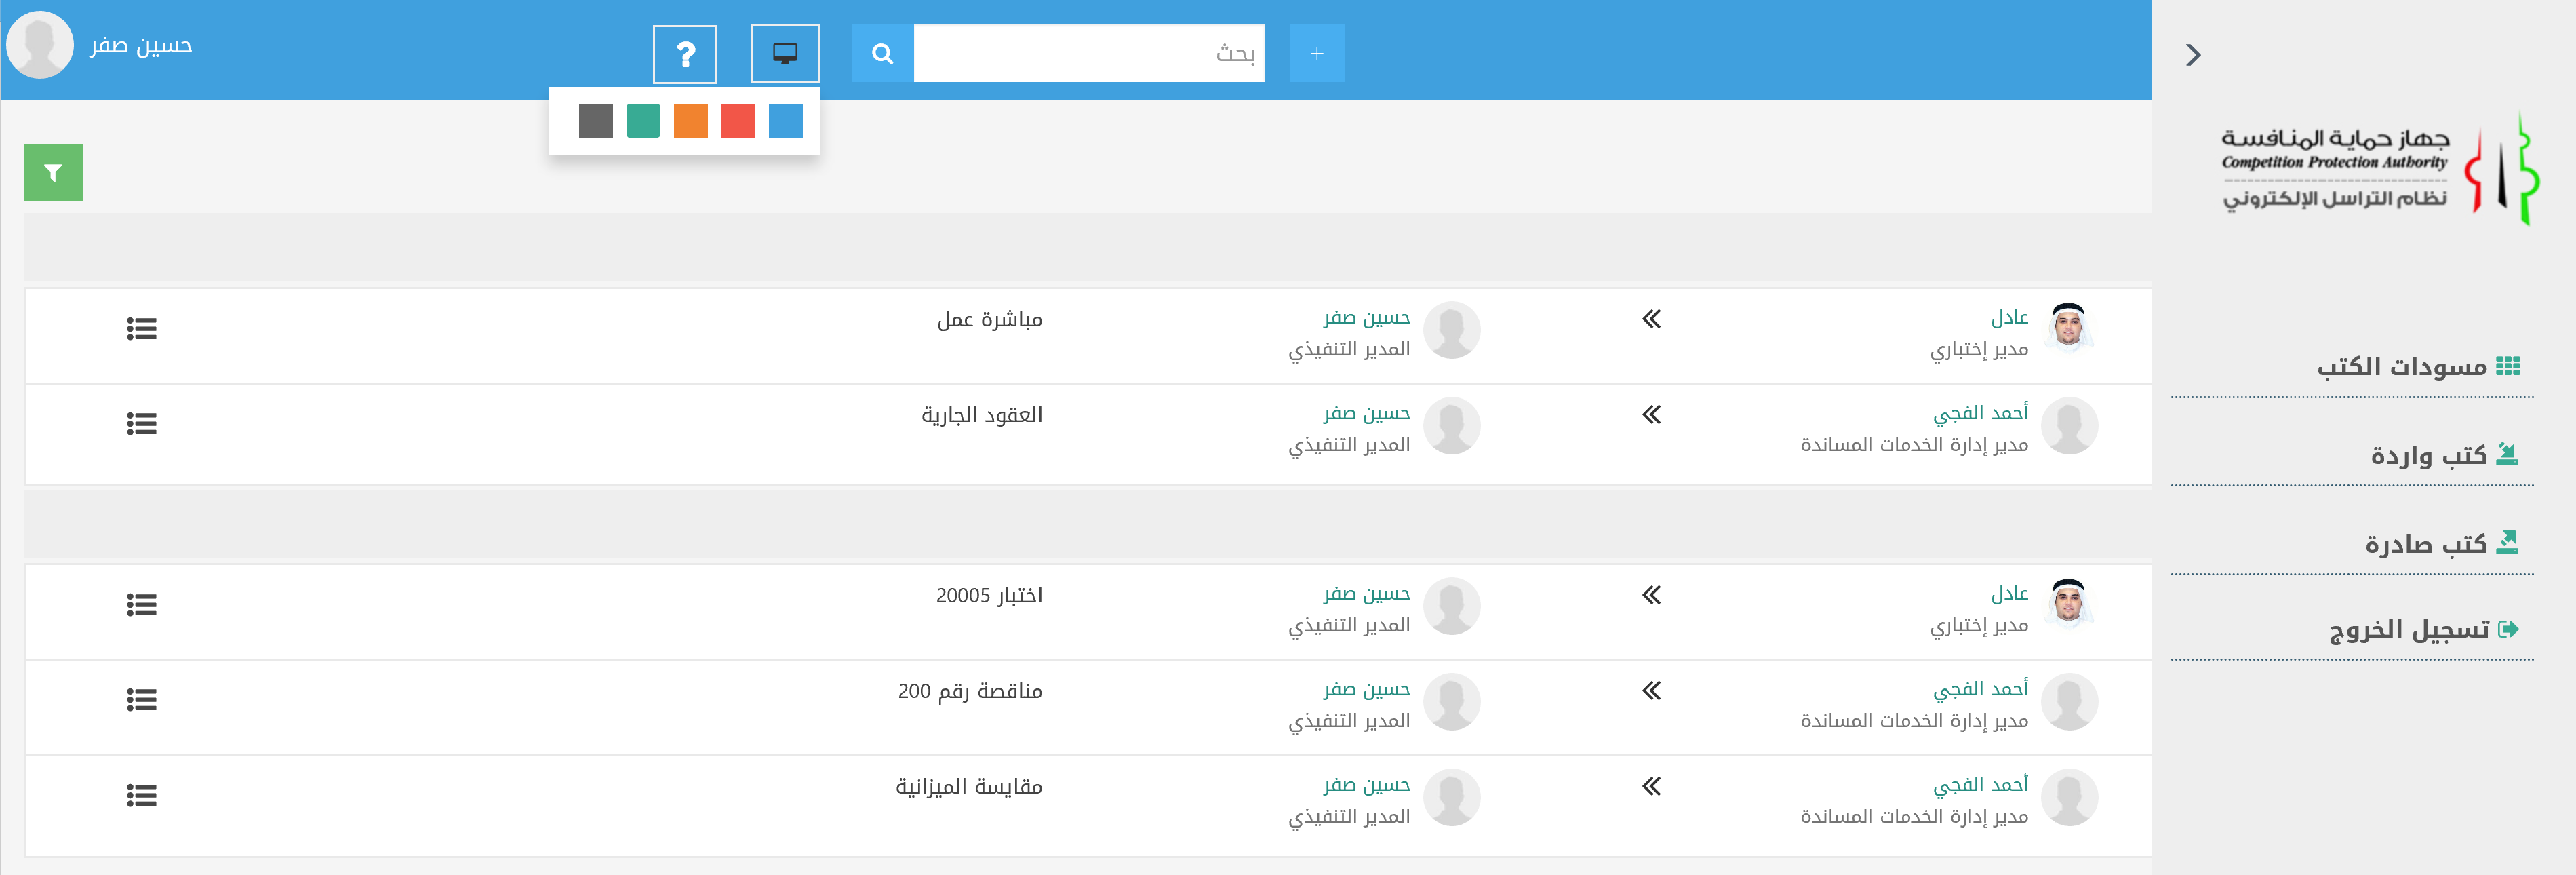 حسين صفر
?
بحث
+
جهاز حماية المنافسة
Competition Protection Authority
نظام التراسل الإلكتروني
مسودات الكتب
كتب واردة
كتب صادرة
تسجيل الخروج
عادل
مدير إختباري
حسين صفر
المدير التنفيذي
مباشرة عمل
أحمد الفجي
مدير إدارة الخدمات المساندة
حسين صفر
المدير التنفيذي
العقود الجارية
عادل
مدير إختباري
حسين صفر
المدير التنفيذي
اختبار 20005
أحمد الفجي
مدير إدارة الخدمات المساندة
حسين صفر
المدير التنفيذي
مناقصة رقم 200
أحمد الفجي
مدير إدارة الخدمات المساندة
حسين صفر
المدير التنفيذي
مقايسة الميزانية